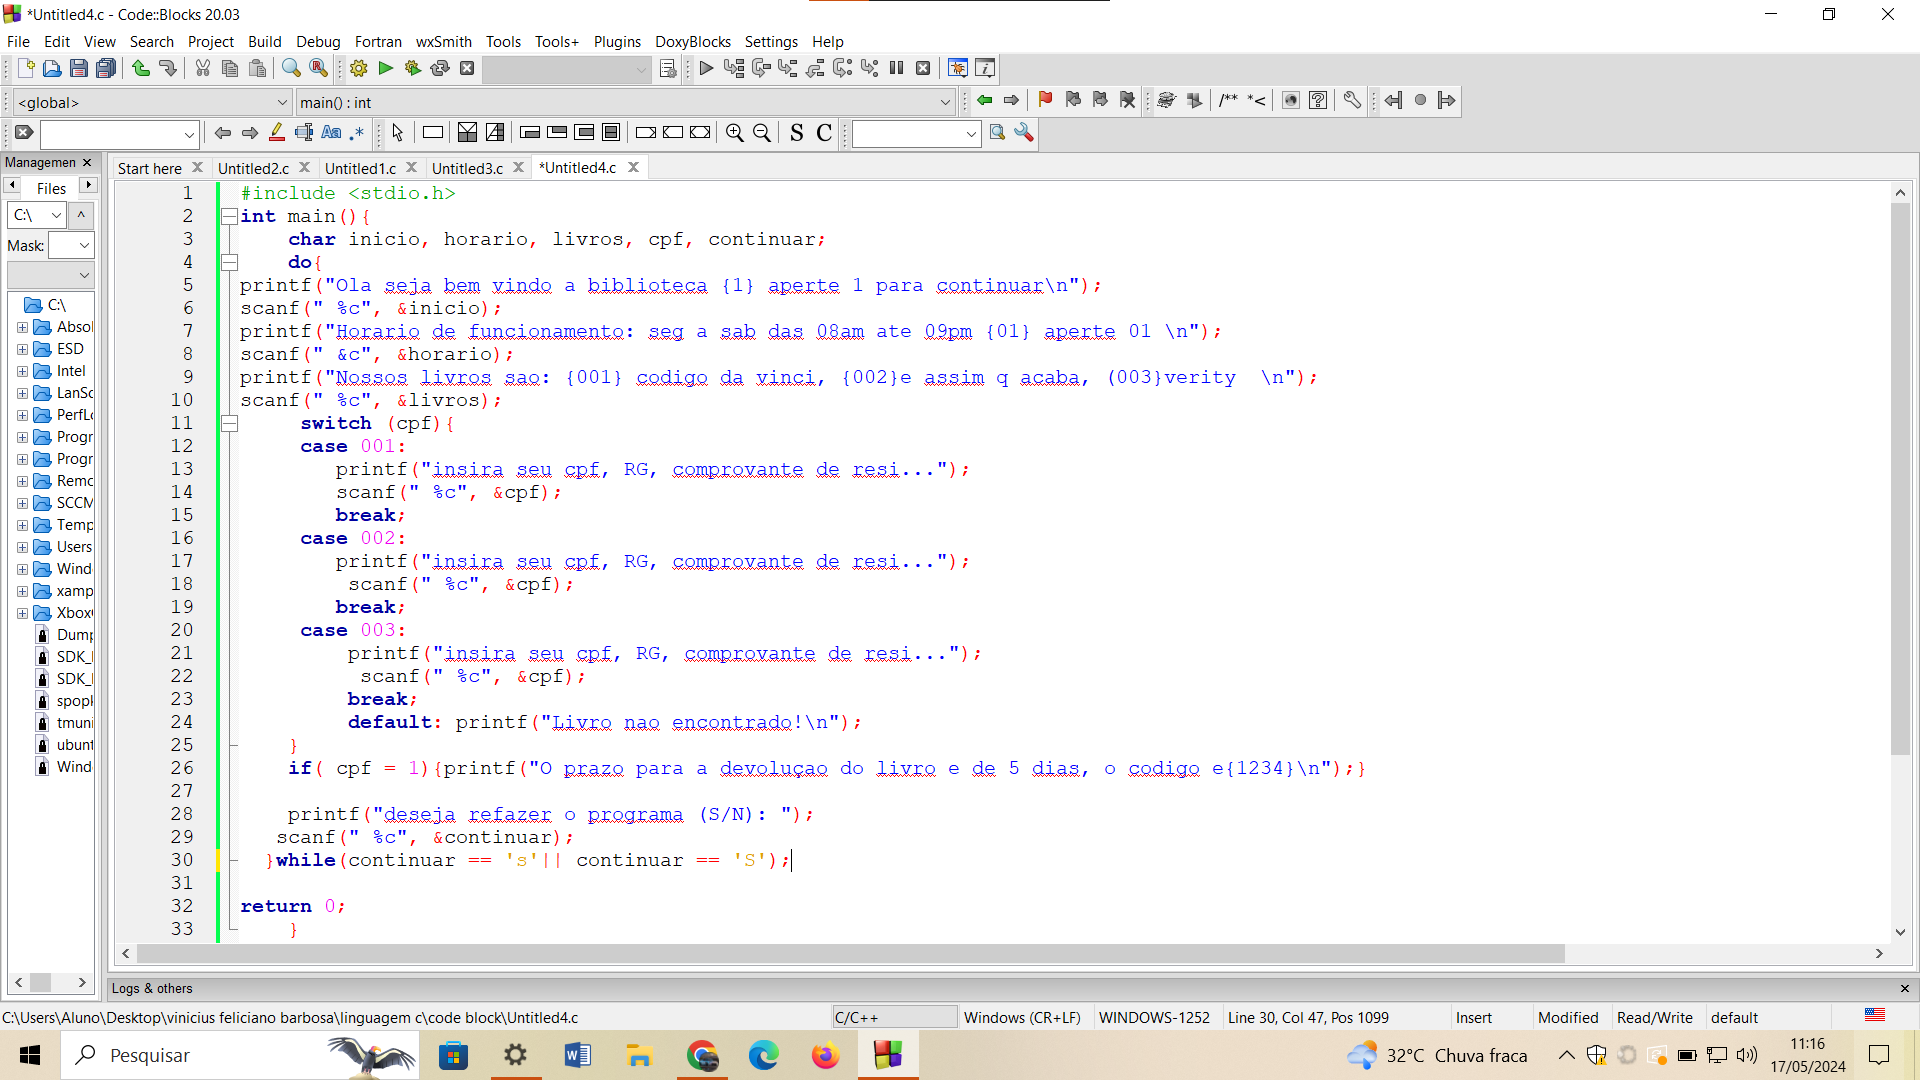 *Untitled4.c - Code::Blocks 20.03
File Edit View Search Project Build Debug Fortran wxSmith Tools Tools+ Plugins DoxyBlocks Settings Help
<global> main() : int /** *<
Aa .* S C
Managemen Start here Untitled2.c Untitled1.c Untitled3.c *Untitled4.c
Files
C:\
Mask:
C:\
Absol
ESD
Intel
LanSc
PerfLo
Progr
Progr
Remo
SCCM
Temp
Users
Wind
xamp
Xbox
Dump
SDK_
SDK_
spopk
tmuni
ubunt
Wind
1 #include <stdio.h>
2 int main(){
3 char inicio, horario, livros, cpf, continuar;
4 do{
5 printf("Ola seja bem vindo a biblioteca {1} aperte 1 para continuar\n");
6 scanf(" %c", &inicio);
7 printf("Horario de funcionamento: seg a sab das 08am ate 09pm {01} aperte 01 \n");
8 scanf(" &c", &horario);
9 printf("Nossos livros sao: {001} codigo da vinci, {002}e assim q acaba, (003}verity  \n");
10 scanf(" %c", &livros);
11 switch (cpf){
12 case 001:
13 printf("insira seu cpf, RG, comprovante de resi...");
14 scanf(" %c", &cpf);
15 break;
16 case 002:
17 printf("insira seu cpf, RG, comprovante de resi...");
18 scanf(" %c", &cpf);
19 break;
20 case 003:
21 printf("insira seu cpf, RG, comprovante de resi...");
22 scanf(" %c", &cpf);
23 break;
24 default: printf("Livro nao encontrado!\n");
25 }
26 if( cpf = 1){printf("O prazo para a devoluçao do livro e de 5 dias, o codigo e{1234}\n");}
27
28 printf("deseja refazer o programa (S/N): ");
29 scanf(" %c", &continuar);
30 }while(continuar == 's'|| continuar == 'S');
31
32 return 0;
33 }
Logs & others
C:\Users\Aluno\Desktop\vinicius feliciano barbosa\linguagem c\code block\Untitled4.c C/C++ Windows (CR+LF) WINDOWS-1252 Line 30, Col 47, Pos 1099 Insert Modified Read/Write default
Pesquisar 32°C Chuva fraca 11:16
17/05/2024